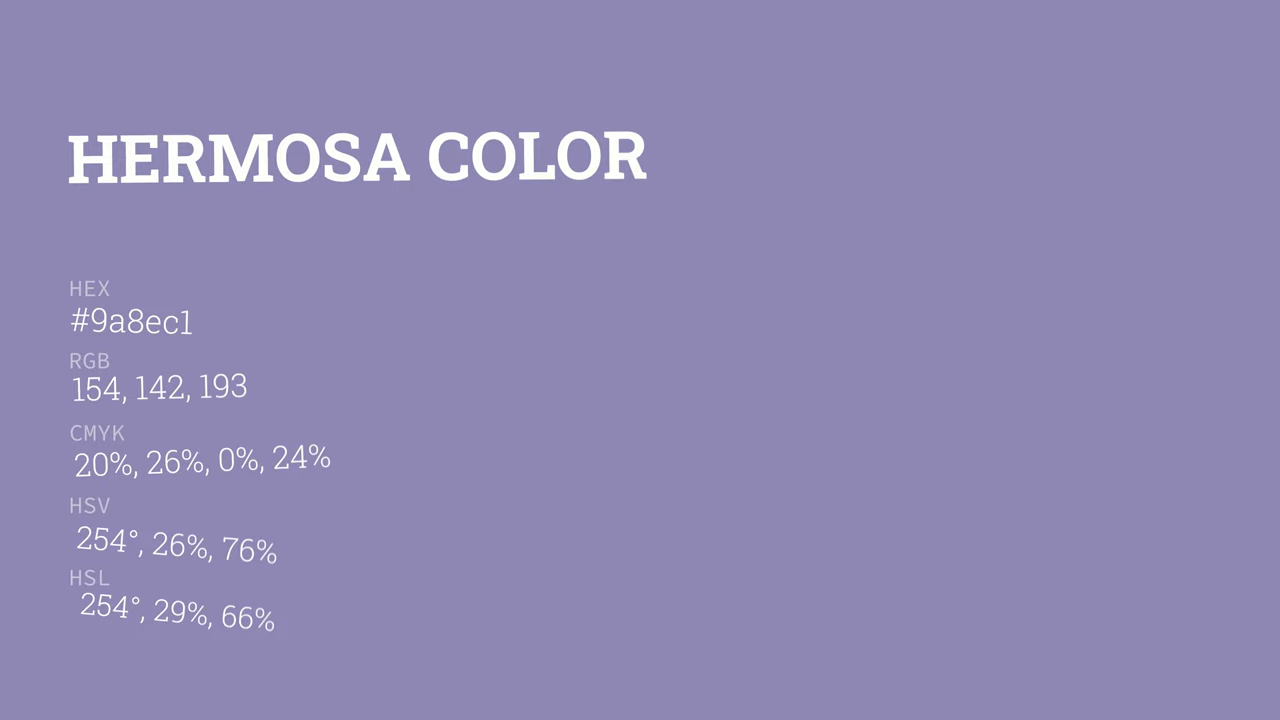 HERMOSA COLOR
HEX
#9a8ec1
RGB
154, 142, 193
CMYK
20%, 26%, 0%, 24%
HSV
254°, 26%, 76%
HSL
254°, 29%, 66%